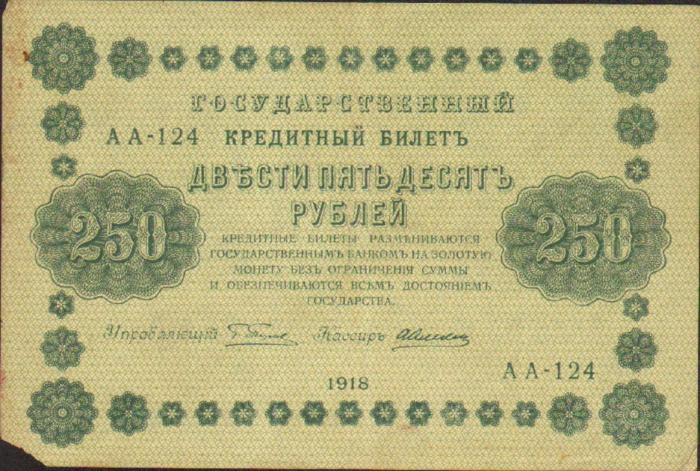 ГОСУДАРСТВЕННЫЙ
АА-124 КРЕДИТНЫЙ БИЛЕТЪ
ДВѢСТИ ПЯТЬДЕСЯТЪ
РУБЛЕЙ
250 250
КРЕДИТНЫЕ БИЛЕТЫ РАЗМѢНИВАЮТСЯ
ГОСУДАРСТВЕННЫМЪ БАНКОМЪ НА ЗОЛОТУЮ
МОНЕТУ БЕЗЪ ОГРАНИЧЕНІЯ СУММЫ
И ОБЕЗПЕЧИВАЮТСЯ ВСѢМЪ ДОСТОЯНІЕМЪ
ГОСУДАРСТВА.
Управляющій Кассиръ
АА-124
1918